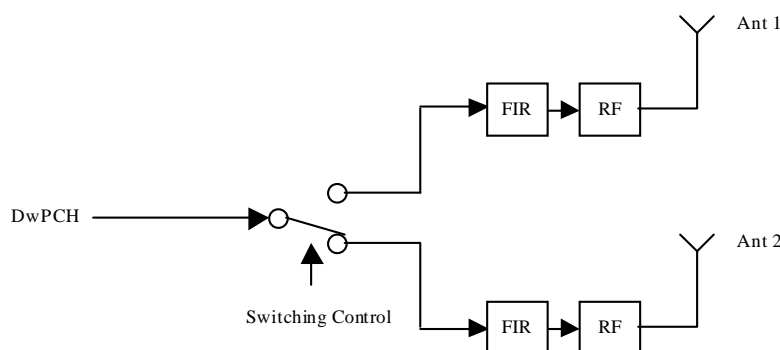 Ant 1
FIR
RF
DwPCH
Ant 2
Switching Control
FIR
RF